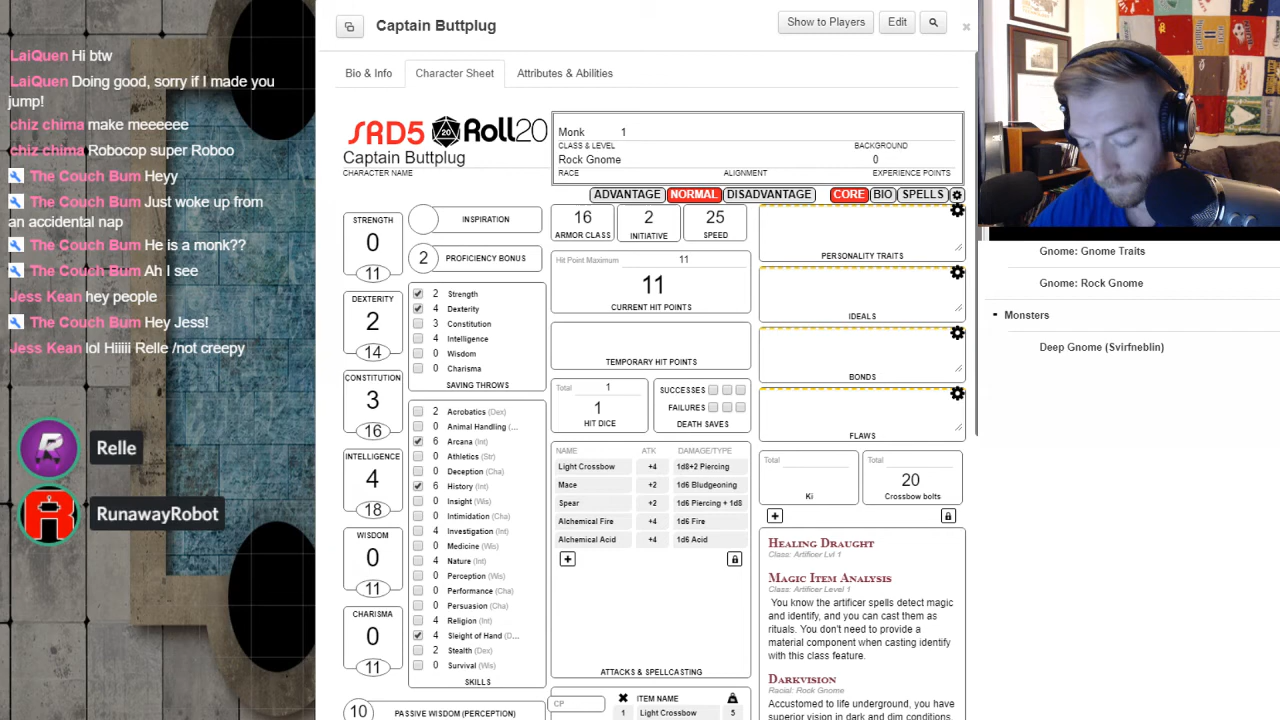 LaiQuen Hi btw
LaiQuen Doing good, sorry if I made you
jump!
chiz chima make meeeeee
chiz chima Robocop super Roboo
The Couch Bum Heyy
The Couch Bum Just woke up from
an accidental nap
The Couch Bum He is a monk??
The Couch Bum Ah I see
Jess Kean hey people
The Couch Bum Hey Jess!
Jess Kean lol Hiiiii Relle /not creepy
Relle
RunawayRobot
Captain Buttplug
Show to Players
Edit
Bio & Info
Character Sheet
Attributes & Abilities
SRD5 20 Roll20
Captain Buttplug
CHARACTER NAME
Monk 1
CLASS & LEVEL BACKGROUND
Rock Gnome 0
RACE ALIGNMENT EXPERIENCE POINTS
ADVANTAGE NORMAL DISADVANTAGE
CORE BIO SPELLS
STRENGTH
0
11
DEXTERITY
2
14
CONSTITUTION
3
16
INTELLIGENCE
4
18
WISDOM
0
11
CHARISMA
0
11
INSPIRATION
2 PROFICIENCY BONUS
2 Strength
4 Dexterity
3 Constitution
4 Intelligence
0 Wisdom
0 Charisma
SAVING THROWS
2 Acrobatics (Dex)
0 Animal Handling (...
6 Arcana (Int)
0 Athletics (Str)
0 Deception (Cha)
6 History (Int)
0 Insight (Wis)
0 Intimidation (Cha)
4 Investigation (Int)
0 Medicine (Wis)
4 Nature (Int)
0 Perception (Wis)
0 Performance (Cha)
0 Persuasion (Cha)
4 Religion (Int)
4 Sleight of Hand (D...
2 Stealth (Dex)
0 Survival (Wis)
SKILLS
10 PASSIVE WISDOM (PERCEPTION)
16
ARMOR CLASS
2
INITIATIVE
25
SPEED
Hit Point Maximum 11
11
CURRENT HIT POINTS
TEMPORARY HIT POINTS
Total 1
1
HIT DICE
SUCCESSES
FAILURES
DEATH SAVES
NAME ATK DAMAGE/TYPE
Light Crossbow +4 1d8+2 Piercing
Mace +2 1d6 Bludgeoning
Spear +2 1d6 Piercing + 1d8
Alchemical Fire +4 1d6 Fire
Alchemical Acid +4 1d6 Acid
+
ATTACKS & SPELLCASTING
CP
ITEM NAME
1 Light Crossbow 5
PERSONALITY TRAITS
IDEALS
BONDS
FLAWS
Total
Ki
Total
20
Crossbow bolts
+
Healing Draught
Class: Artificer Lvl 1
Magic Item Analysis
Class: Artificer Level 1
You know the artificer spells detect magic
and identify, and you can cast them as
rituals. You don't need to provide a
material component when casting identify
with this class feature.
Darkvision
Racial: Rock Gnome
Accustomed to life underground, you have
superior vision in dark and dim conditions.
Gnome: Gnome Traits
Gnome: Rock Gnome
Monsters
Deep Gnome (Svirfneblin)